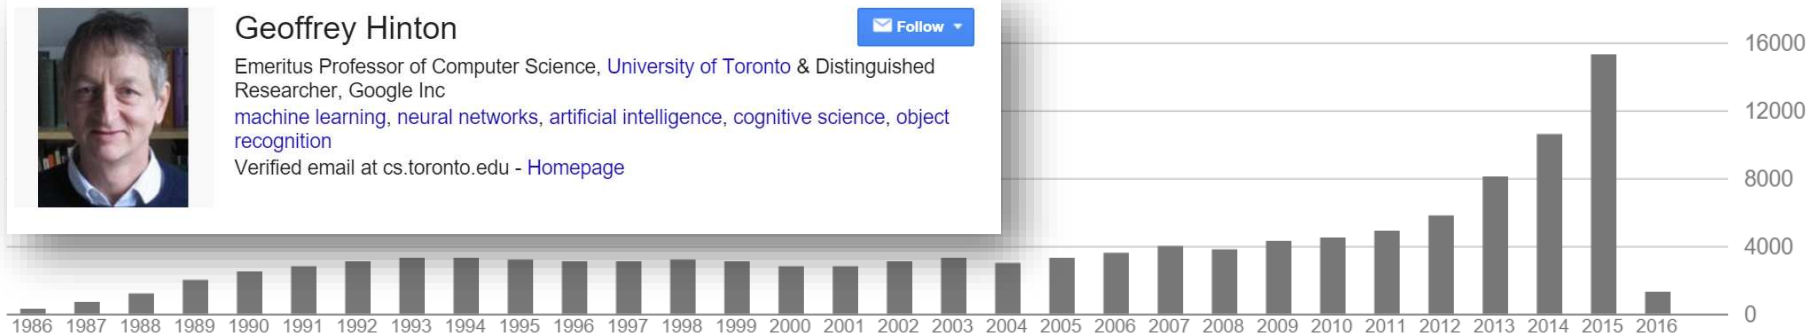 Geoffrey Hinton
Follow
Emeritus Professor of Computer Science, University of Toronto & Distinguished
Researcher, Google Inc
machine learning, neural networks, artificial intelligence, cognitive science, object
recognition
Verified email at cs.toronto.edu - Homepage
16000
12000
8000
4000
0
1986 1987 1988 1989 1990 1991 1992 1993 1994 1995 1996 1997 1998 1999 2000 2001 2002 2003 2004 2005 2006 2007 2008 2009 2010 2011 2012 2013 2014 2015 2016